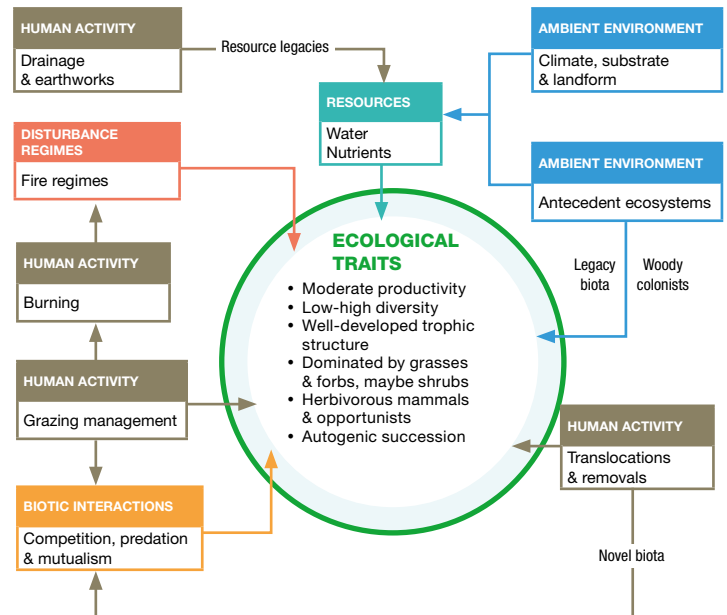 HUMAN ACTIVITY
Drainage
& earthworks
Resource legacies
AMBIENT ENVIRONMENT
Climate, substrate
& landform
RESOURCES
Water
Nutrients
DISTURBANCE
REGIMES
Fire regimes
AMBIENT ENVIRONMENT
Antecedent ecosystems
HUMAN ACTIVITY
Burning
ECOLOGICAL
TRAITS
• Moderate productivity
• Low-high diversity
• Well-developed trophic
structure
• Dominated by grasses
& forbs, maybe shrubs
• Herbivorous mammals
& opportunists
• Autogenic succession
Legacy
biota
Woody
colonists
HUMAN ACTIVITY
Grazing management
HUMAN ACTIVITY
Translocations
& removals
BIOTIC INTERACTIONS
Competition, predation
& mutualism
Novel biota